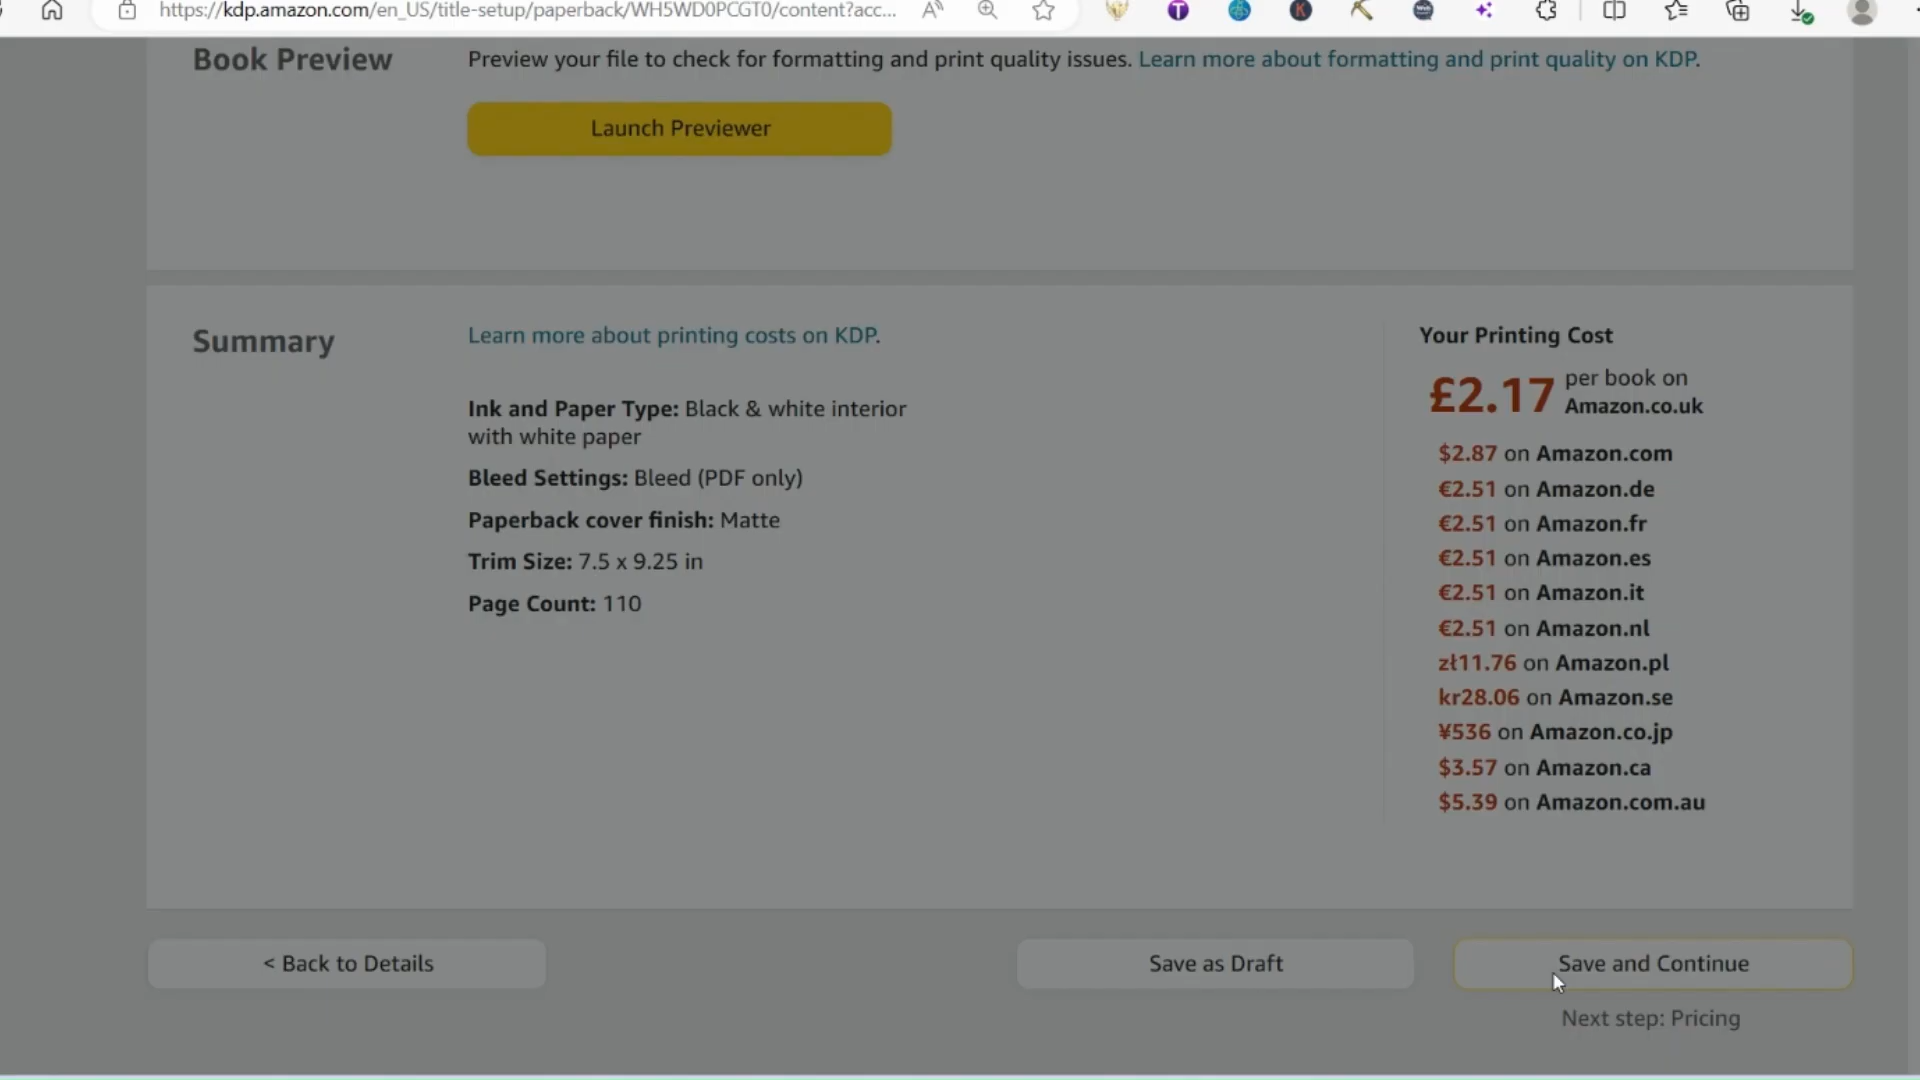 https://kdp.amazon.com/en_US/title-setup/paperback/WH5WD0PCGT0/content?acc...
Book Preview
Preview your file to check for formatting and print quality issues. Learn more about formatting and print quality on KDP.
Launch Previewer
Summary
Learn more about printing costs on KDP.
Ink and Paper Type: Black & white interior
with white paper
Bleed Settings: Bleed (PDF only)
Paperback cover finish: Matte
Trim Size: 7.5 x 9.25 in
Page Count: 110
Your Printing Cost
£2.17 per book on
Amazon.co.uk
$2.87 on Amazon.com
€2.51 on Amazon.de
€2.51 on Amazon.fr
€2.51 on Amazon.es
€2.51 on Amazon.it
€2.51 on Amazon.nl
zł11.76 on Amazon.pl
kr28.06 on Amazon.se
¥536 on Amazon.co.jp
$3.57 on Amazon.ca
$5.39 on Amazon.com.au
< Back to Details
Save as Draft
Save and Continue
Next step: Pricing